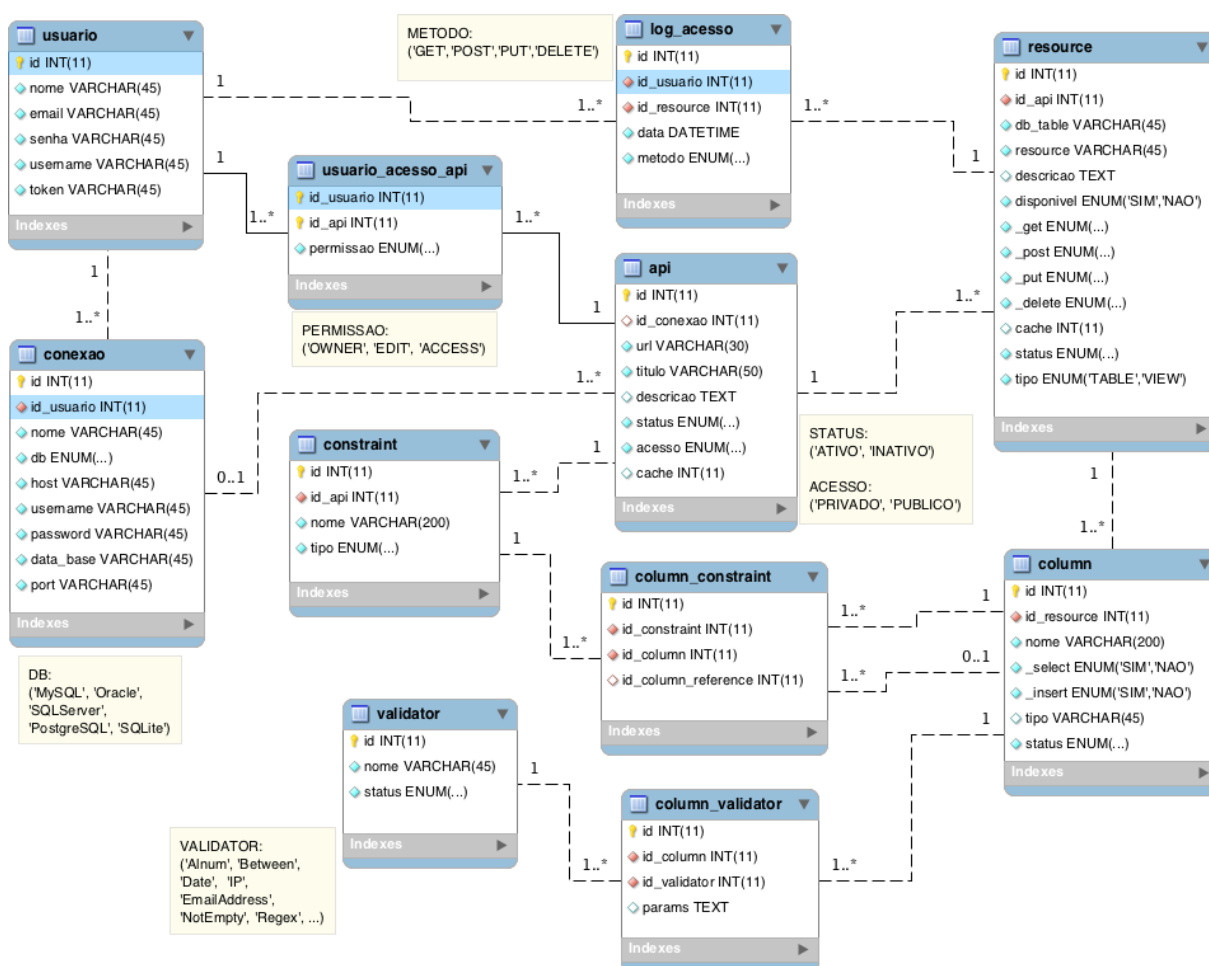 usuario
id INT(11)
nome VARCHAR(45)
email VARCHAR(45)
senha VARCHAR(45)
username VARCHAR(45)
token VARCHAR(45)
Indexes
METODO:
('GET','POST','PUT','DELETE')
log_acesso
id INT(11)
id_usuario INT(11)
id_resource INT(11)
data DATETIME
metodo ENUM(...)
Indexes
resource
id INT(11)
id_api INT(11)
db_table VARCHAR(45)
resource VARCHAR(45)
descricao TEXT
disponivel ENUM('SIM','NAO')
_get ENUM(...)
_post ENUM(...)
_put ENUM(...)
_delete ENUM(...)
cache INT(11)
status ENUM(...)
tipo ENUM('TABLE','VIEW')
Indexes
1
1..*
1..*
1
1
1..*
usuario_acesso_api
id_usuario INT(11)
id_api INT(11)
permissao ENUM(...)
Indexes
1..*
1
PERMISSAO:
('OWNER', 'EDIT', 'ACCESS')
api
id INT(11)
id_conexao INT(11)
url VARCHAR(30)
titulo VARCHAR(50)
descricao TEXT
status ENUM(...)
acesso ENUM(...)
cache INT(11)
Indexes
1..*
1
STATUS:
('ATIVO', 'INATIVO')
ACESSO:
('PRIVADO', 'PUBLICO')
1
1..*
conexao
id INT(11)
id_usuario INT(11)
nome VARCHAR(45)
db ENUM(...)
host VARCHAR(45)
username VARCHAR(45)
password VARCHAR(45)
data_base VARCHAR(45)
port VARCHAR(45)
Indexes
1..*
0..1
DB:
('MySQL', 'Oracle',
'SQLServer',
'PostgreSQL', 'SQLite')
constraint
id INT(11)
id_api INT(11)
nome VARCHAR(200)
tipo ENUM(...)
Indexes
1..*
1
1
1..*
column_constraint
id INT(11)
id_constraint INT(11)
id_column INT(11)
id_column_reference INT(11)
Indexes
1..*
1
1..*
0..1
1
1..*
column
id INT(11)
id_resource INT(11)
nome VARCHAR(200)
_select ENUM('SIM','NAO')
_insert ENUM('SIM','NAO')
tipo VARCHAR(45)
status ENUM(...)
Indexes
validator
id INT(11)
nome VARCHAR(45)
status ENUM(...)
Indexes
1
1..*
VALIDATOR:
('Alnum', 'Between',
'Date', 'IP',
'EmailAddress',
'NotEmpty', 'Regex', ...)
column_validator
id INT(11)
id_column INT(11)
id_validator INT(11)
params TEXT
Indexes
1..*
1